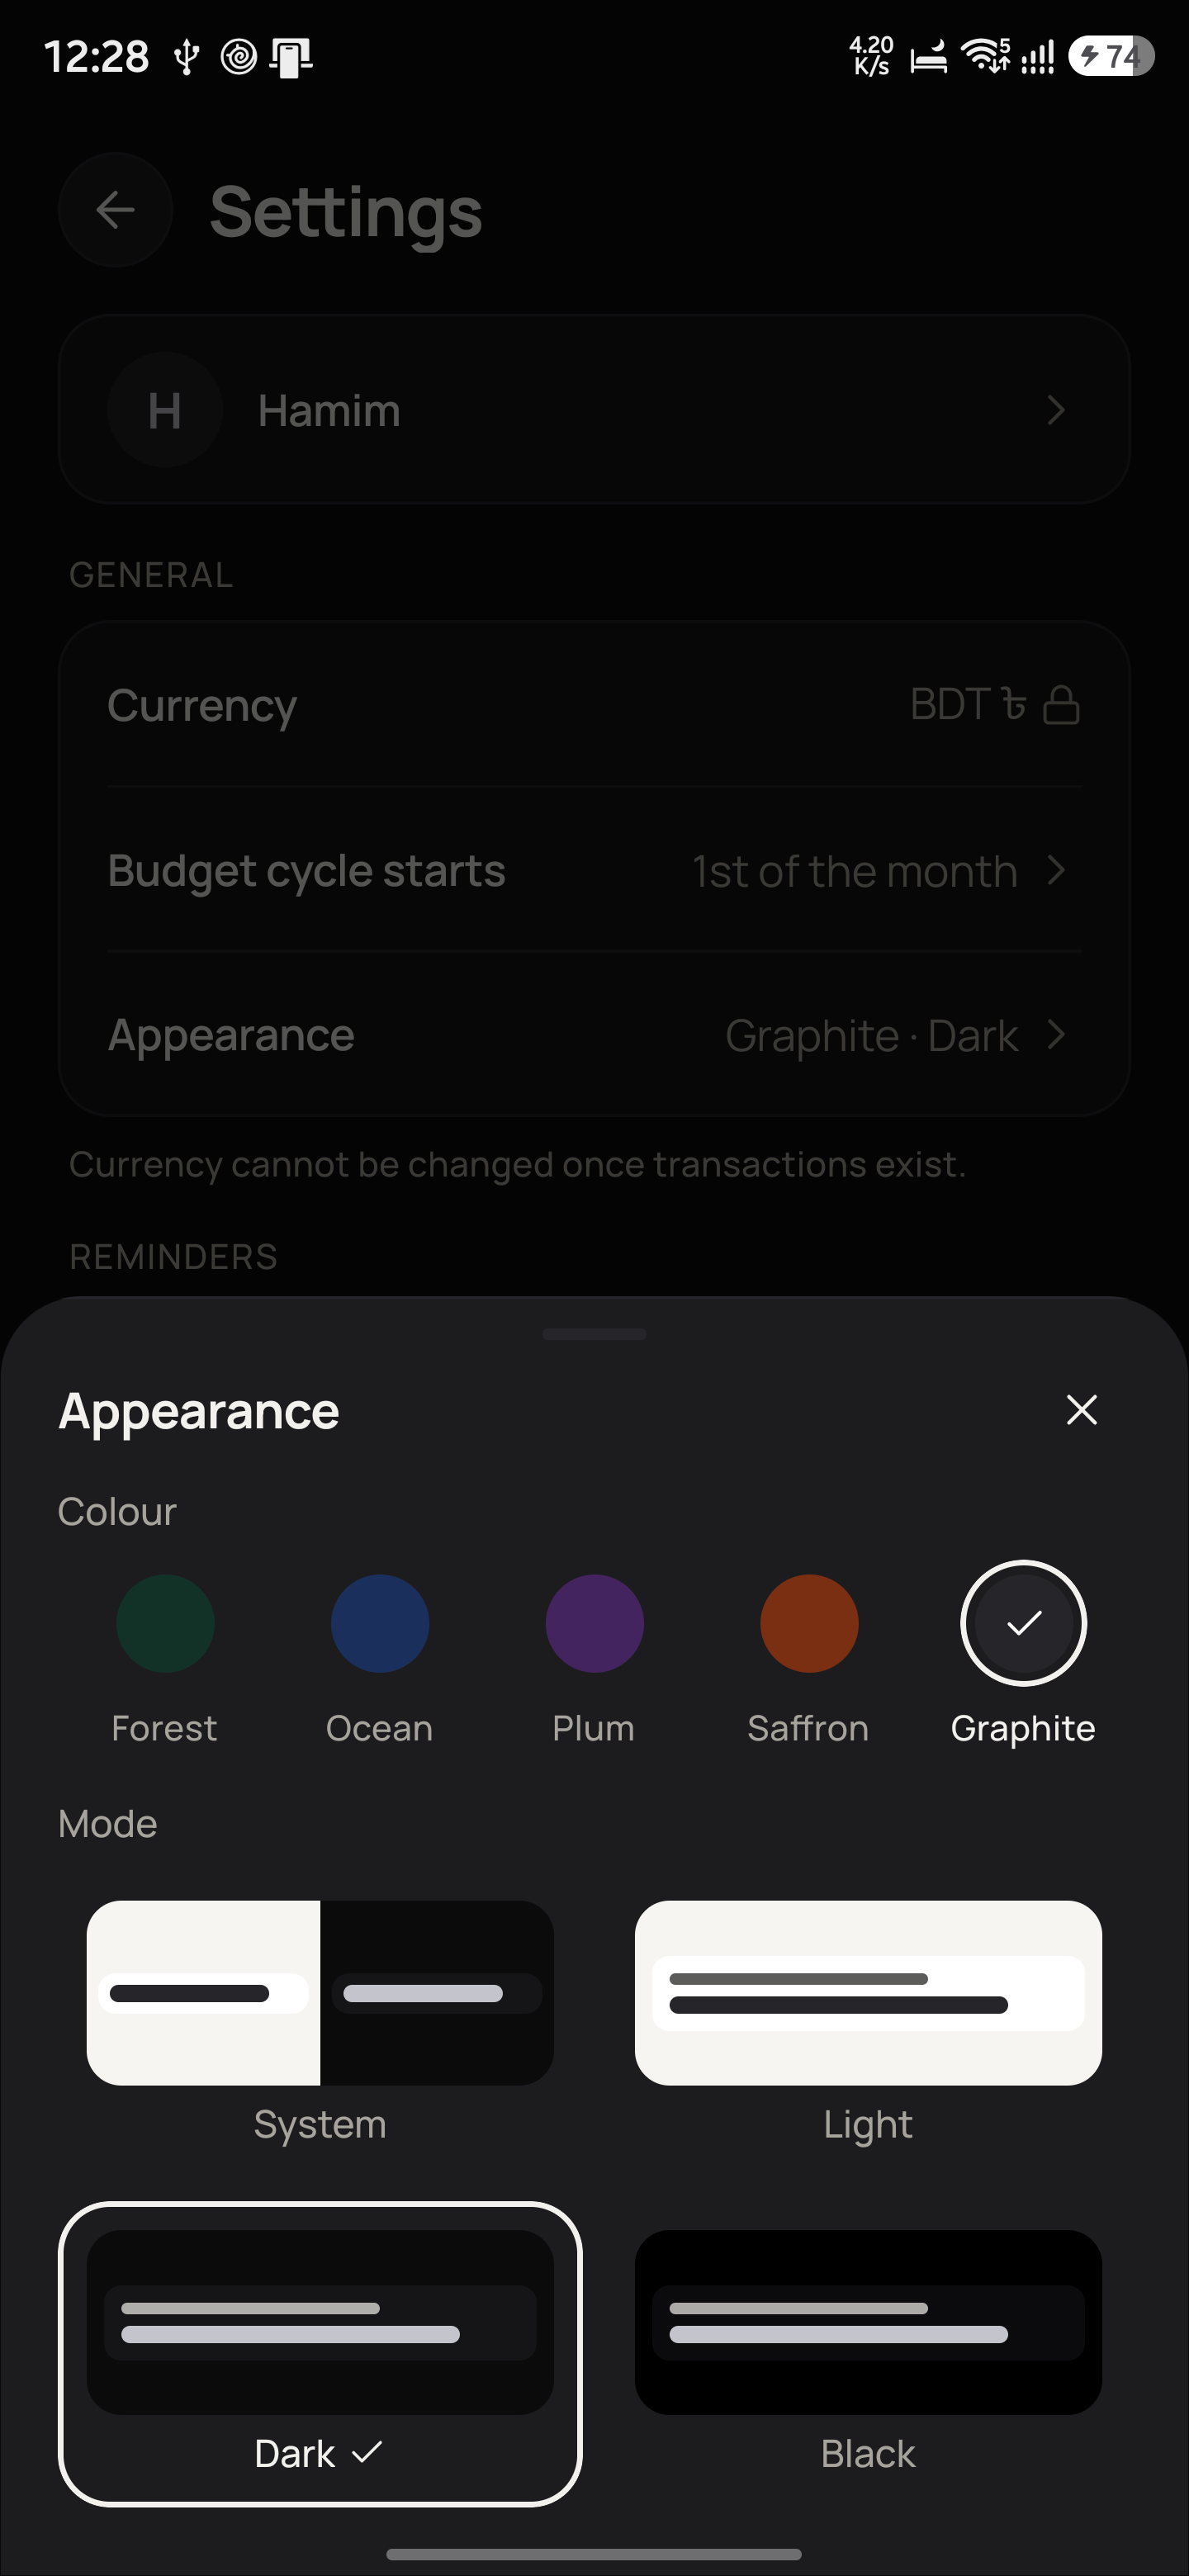 12:28
4.20 K/s
5
74
Settings
H
Hamim
GENERAL
Currency
BDT ৳
Budget cycle starts
1st of the month
Appearance
Graphite · Dark
Currency cannot be changed once transactions exist.
REMINDERS
Appearance
Colour
Forest
Ocean
Plum
Saffron
Graphite
Mode
System
Light
Dark
Black